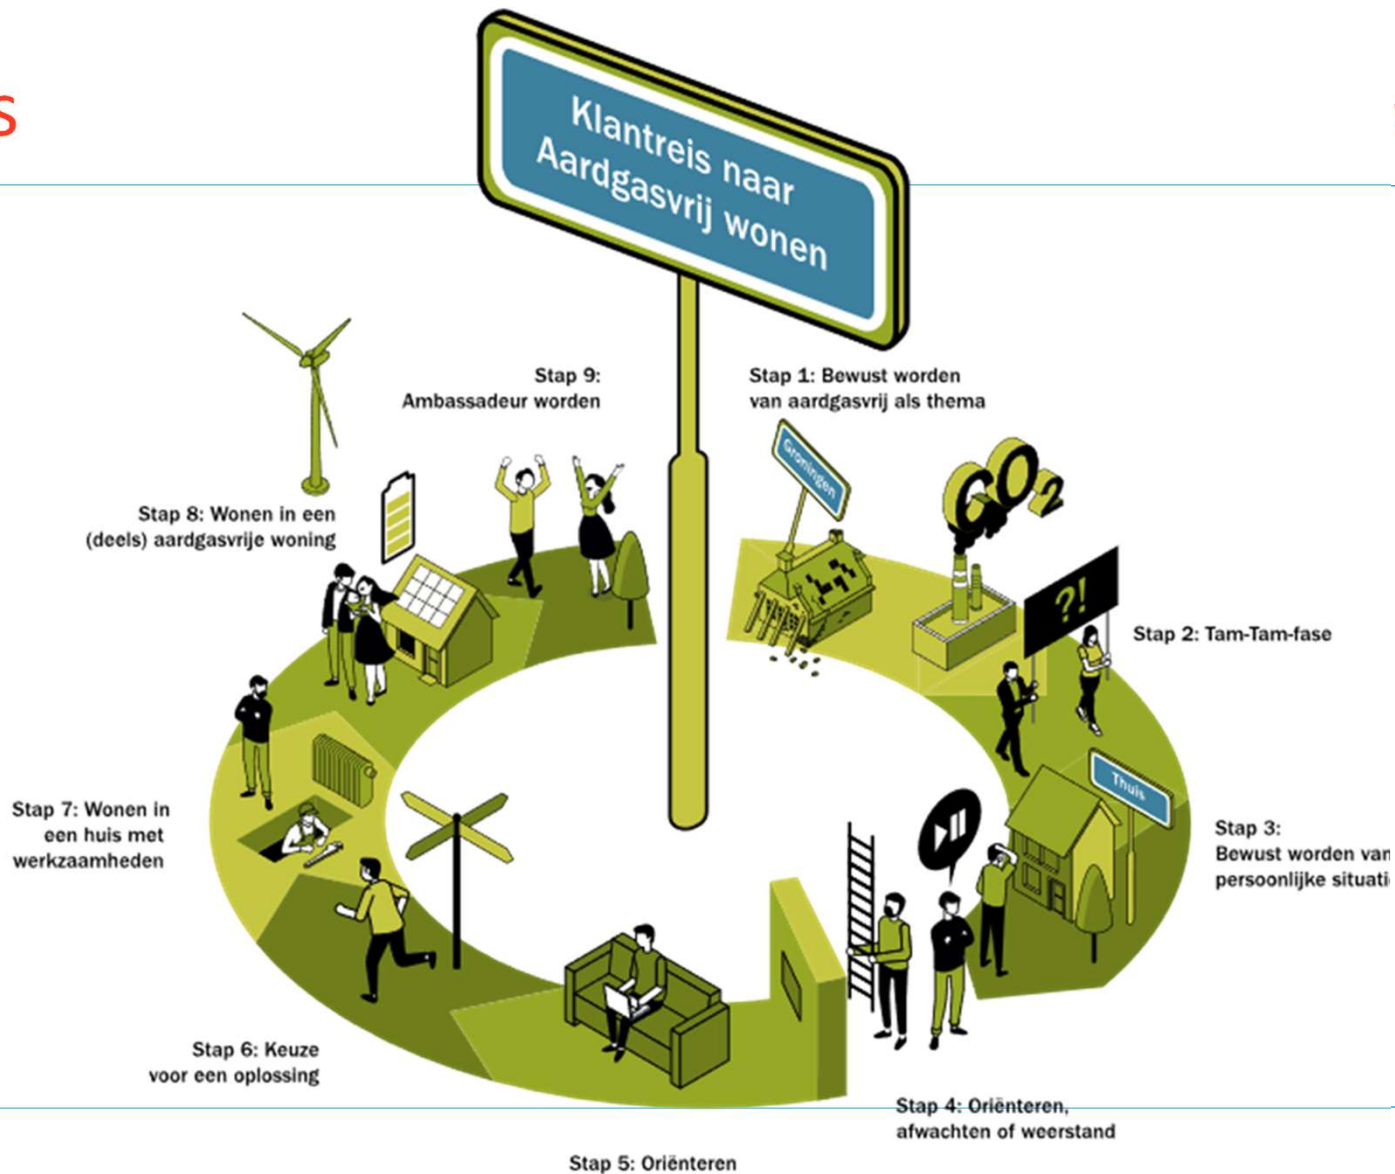 s
Klantreis naar
Aardgasvrij wonen
Stap 1: Bewust worden
van aardgasvrij als thema
Groningen
CO2
?!
Stap 2: Tam-Tam-fase
Thuis
Stap 3:
Bewust worden van
persoonlijke situati
Stap 4: Oriënteren,
afwachten of weerstand
Stap 5: Oriënteren
Stap 6: Keuze
voor een oplossing
Stap 7: Wonen in
een huis met
werkzaamheden
Stap 8: Wonen in een
(deels) aardgasvrije woning
Stap 9:
Ambassadeur worden